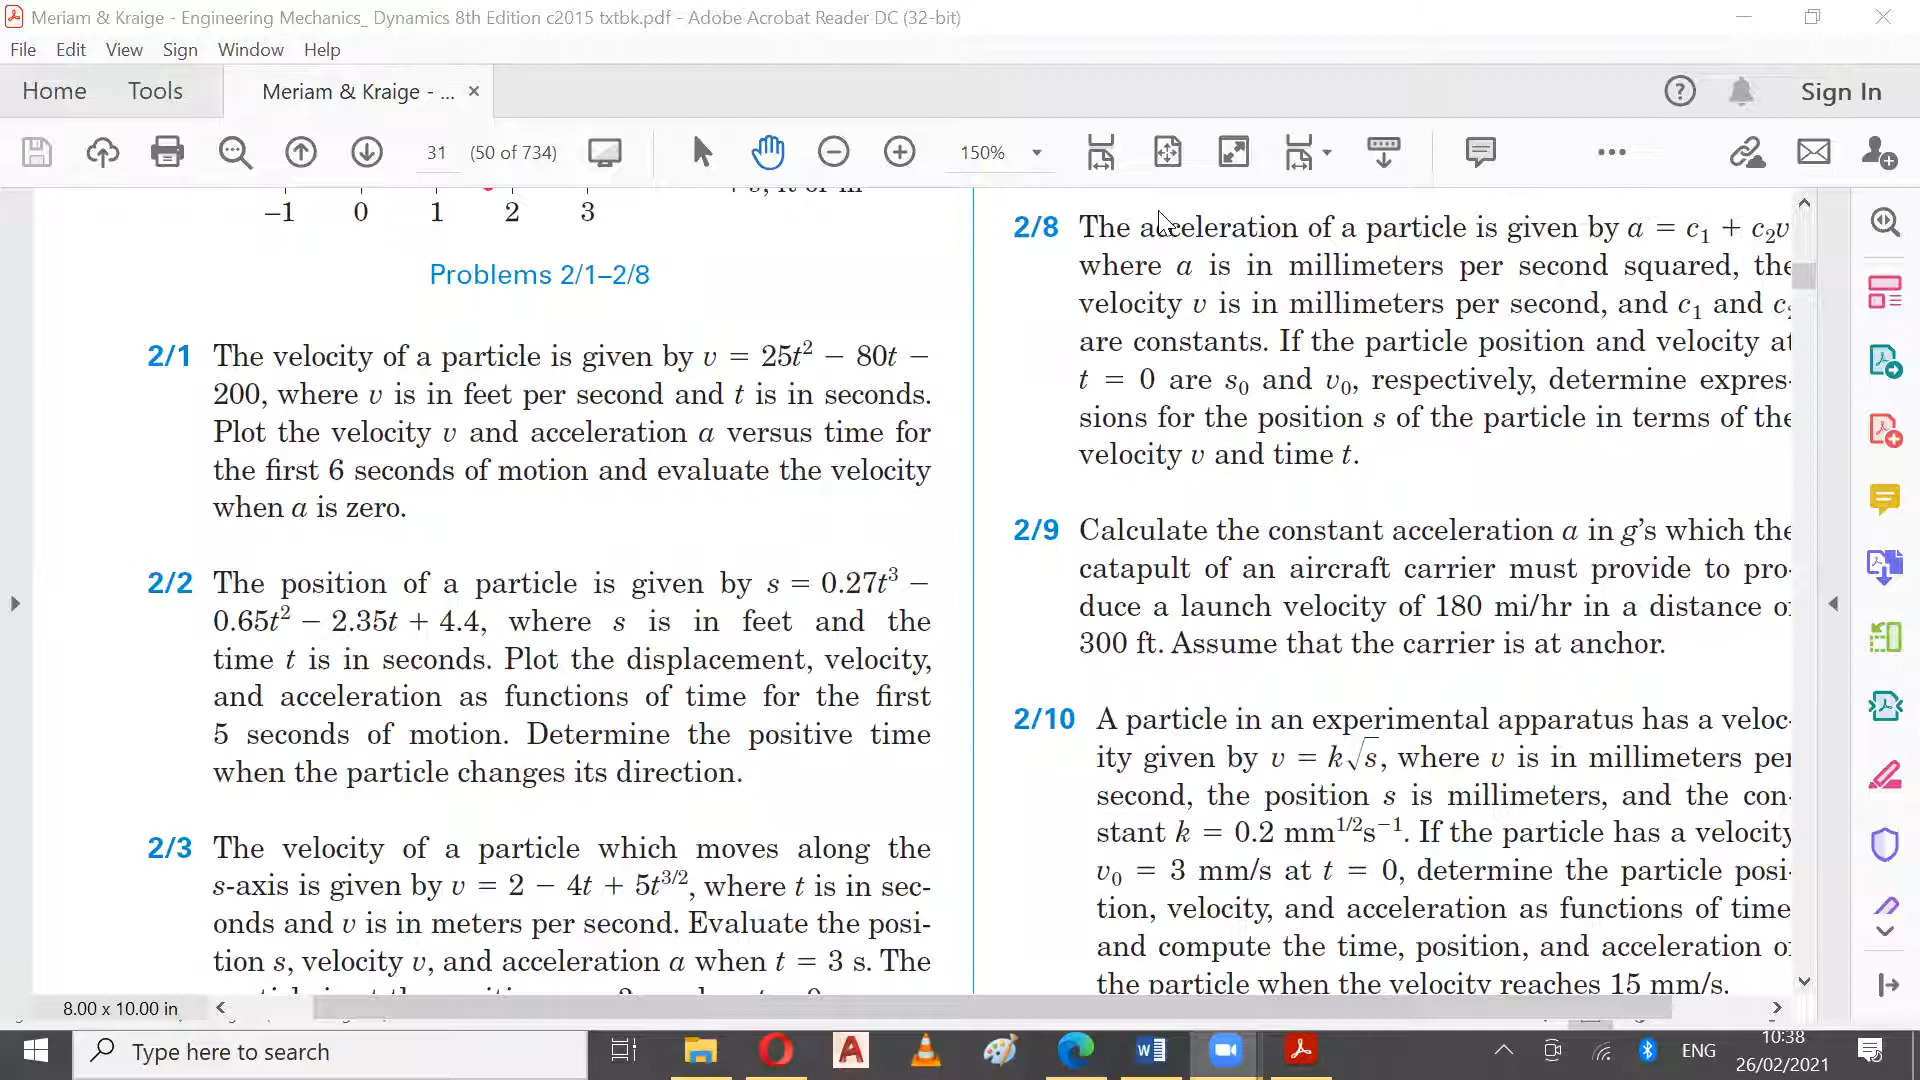 Meriam & Kraige - Engineering Mechanics_ Dynamics 8th Edition c2015 txtbk.pdf - Adobe Acrobat Reader DC (32-bit)
File Edit View Sign Window Help
Home Tools Meriam & Kraige - ... × Sign In
31 (50 of 734) 150%
−1 0 1 2 3
Problems 2/1–2/8
2/1 The velocity of a particle is given by v = 25t² − 80t −
200, where v is in feet per second and t is in seconds.
Plot the velocity v and acceleration a versus time for
the first 6 seconds of motion and evaluate the velocity
when a is zero.
2/2 The position of a particle is given by s = 0.27t³ −
0.65t² − 2.35t + 4.4, where s is in feet and the
time t is in seconds. Plot the displacement, velocity,
and acceleration as functions of time for the first
5 seconds of motion. Determine the positive time
when the particle changes its direction.
2/3 The velocity of a particle which moves along the
s-axis is given by v = 2 − 4t + 5t^3/2, where t is in sec-
onds and v is in meters per second. Evaluate the posi-
tion s, velocity v, and acceleration a when t = 3 s. The
2/8 The acceleration of a particle is given by a = c₁ + c₂v
where a is in millimeters per second squared, the
velocity v is in millimeters per second, and c₁ and c
are constants. If the particle position and velocity at
t = 0 are s₀ and v₀, respectively, determine expres-
sions for the position s of the particle in terms of the
velocity v and time t.
2/9 Calculate the constant acceleration a in g's which the
catapult of an aircraft carrier must provide to pro-
duce a launch velocity of 180 mi/hr in a distance of
300 ft. Assume that the carrier is at anchor.
2/10 A particle in an experimental apparatus has a veloc-
ity given by v = k√s, where v is in millimeters per
second, the position s is millimeters, and the con-
stant k = 0.2 mm^1/2s⁻¹. If the particle has a velocity
v₀ = 3 mm/s at t = 0, determine the particle posi-
tion, velocity, and acceleration as functions of time
and compute the time, position, and acceleration of
the particle when the velocity reaches 15 mm/s.
8.00 x 10.00 in
Type here to search
ENG
10:38
26/02/2021